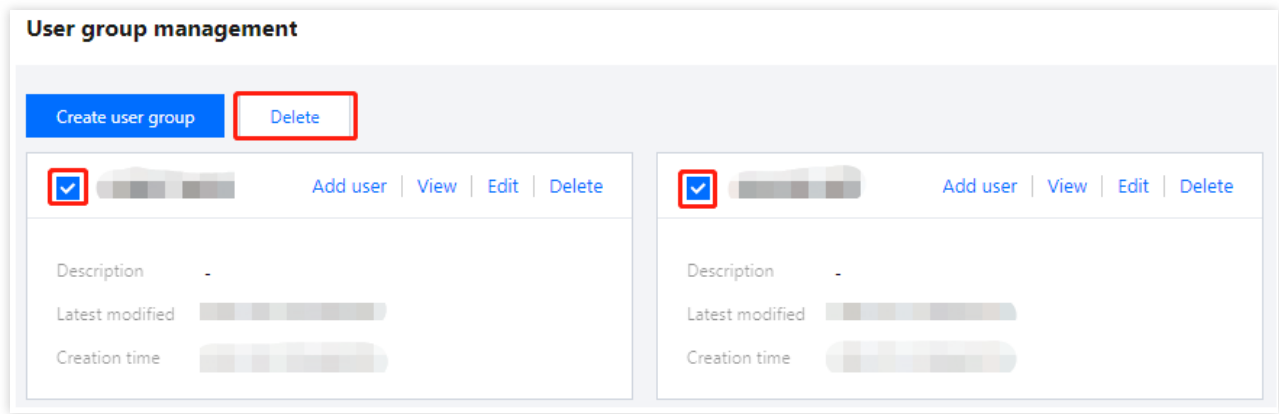 User group management
Create user group Delete
Add user View Edit Delete
Description -
Latest modified
Creation time
Add user View Edit Delete
Description -
Latest modified
Creation time